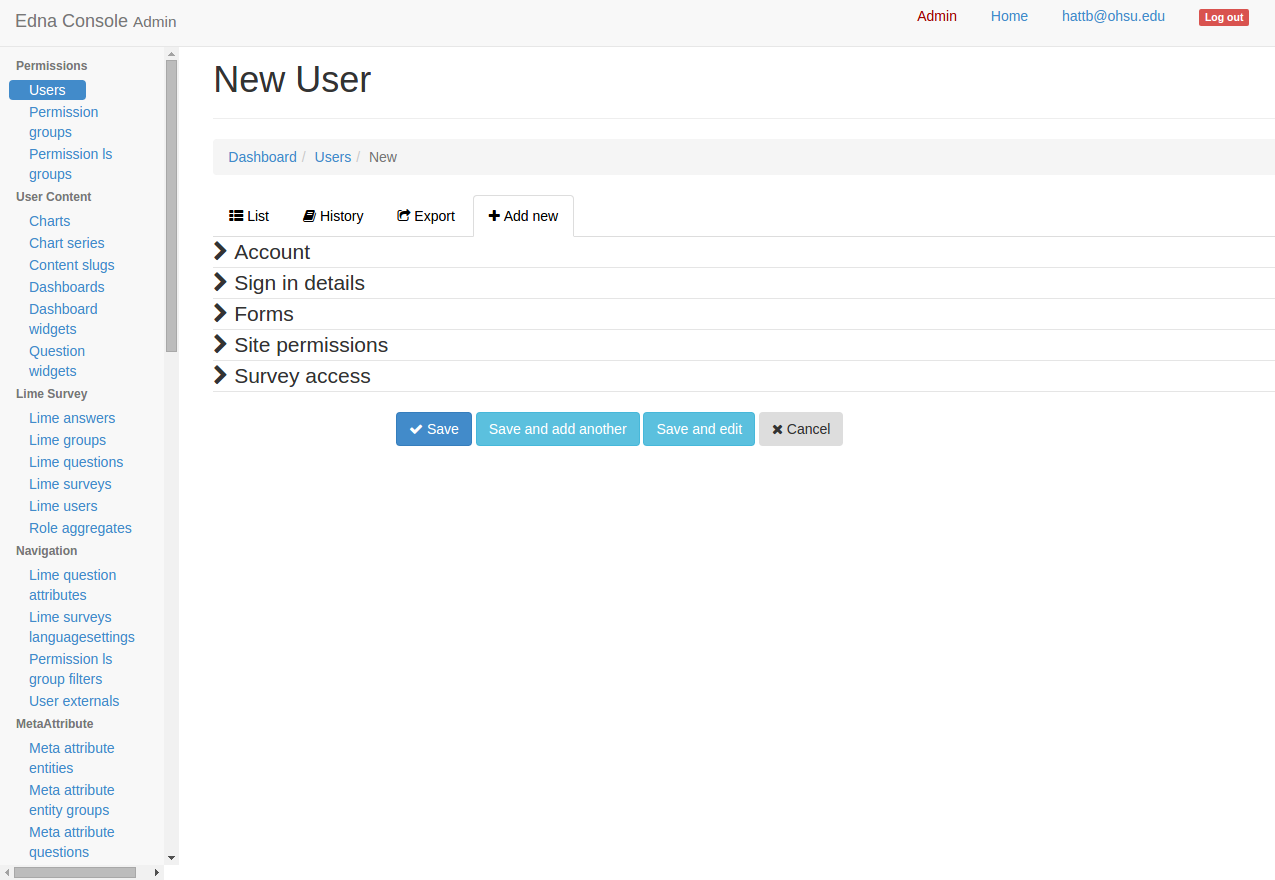 Edna Console Admin
Admin Home hattb@ohsu.edu Log out
Permissions
Users
Permission
groups
Permission ls
groups
User Content
Charts
Chart series
Content slugs
Dashboards
Dashboard
widgets
Question
widgets
Lime Survey
Lime answers
Lime groups
Lime questions
Lime surveys
Lime users
Role aggregates
Navigation
Lime question
attributes
Lime surveys
languagesettings
Permission ls
group filters
User externals
MetaAttribute
Meta attribute
entities
Meta attribute
entity groups
Meta attribute
questions
New User
Dashboard / Users / New
List History Export Add new
Account
Sign in details
Forms
Site permissions
Survey access
Save Save and add another Save and edit Cancel